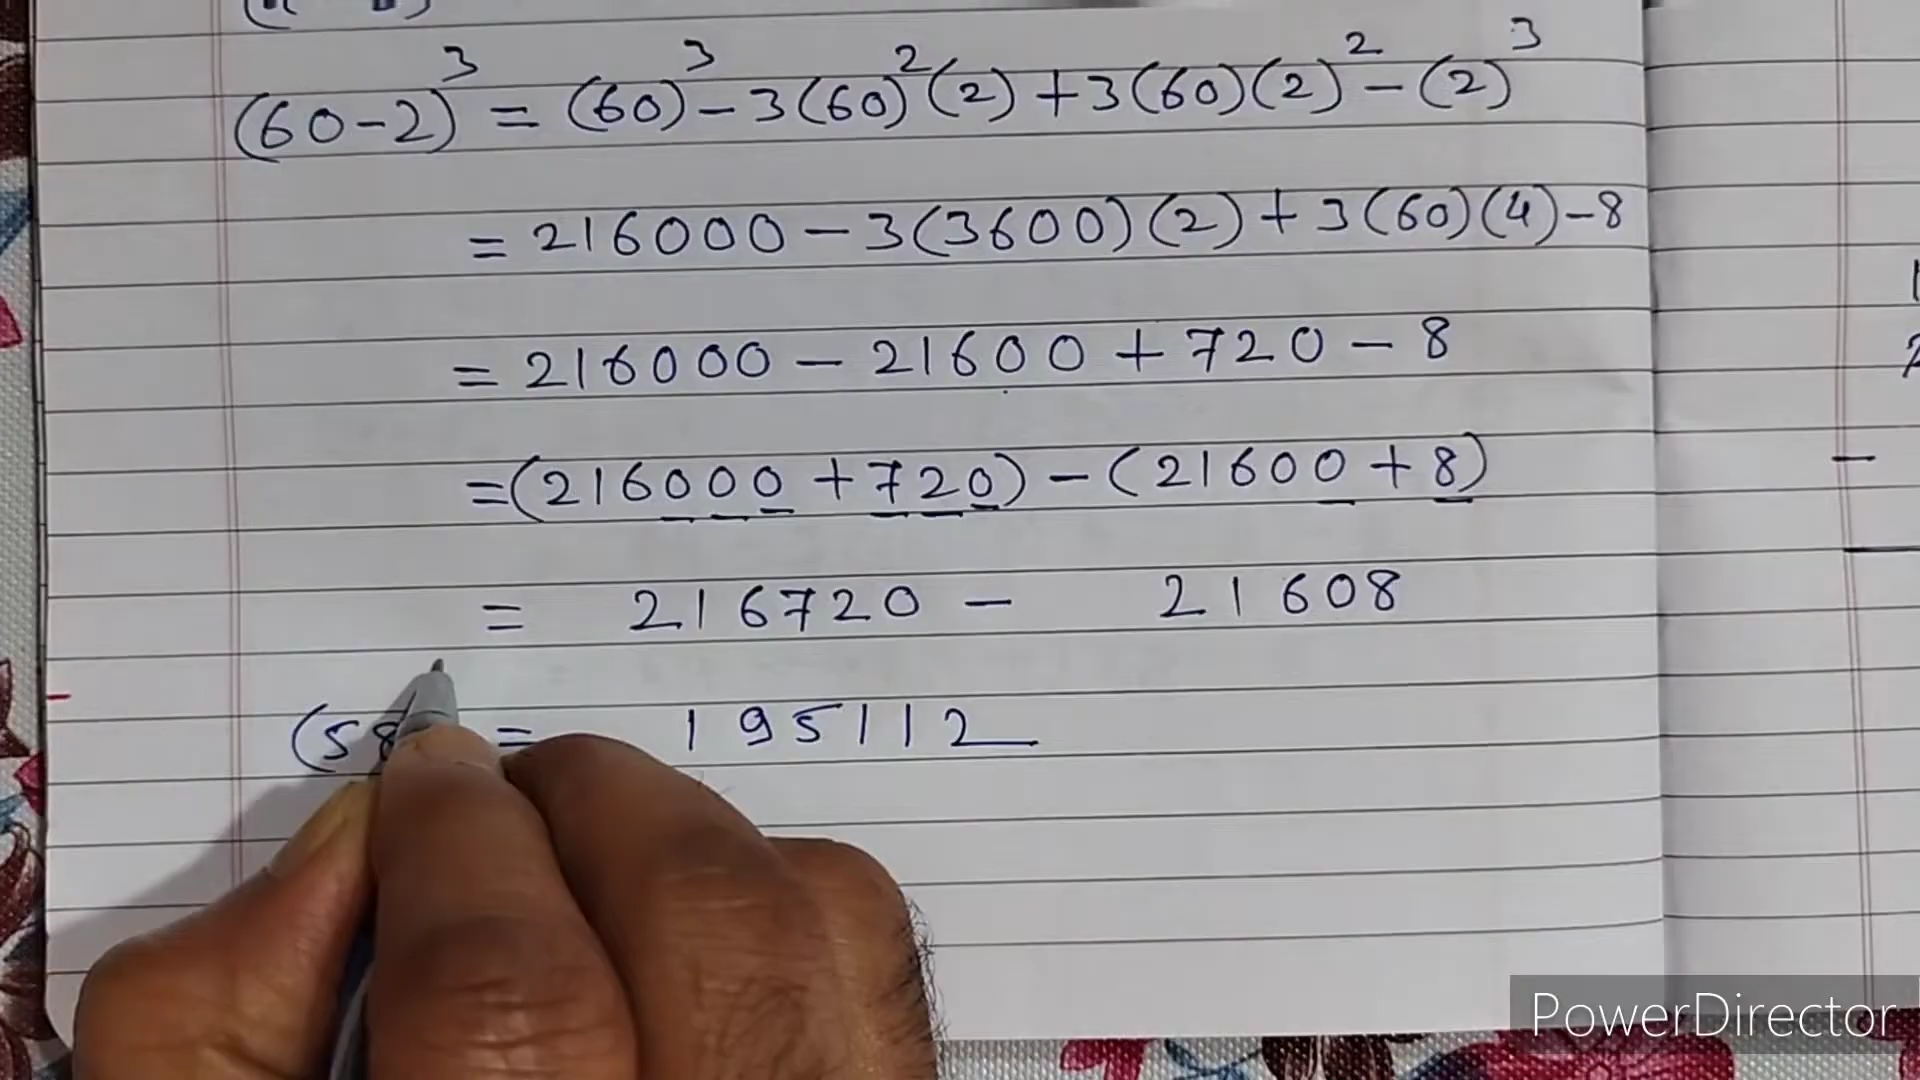 (60-2)³ = (60)³ - 3(60)²(2) + 3(60)(2)² - (2)³
= 216000 - 3(3600)(2) + 3(60)(4) - 8
= 216000 - 21600 + 720 - 8
= (216000 + 720) - (21600 + 8)
= 216720 - 21608
(58 = 195112
PowerDirector